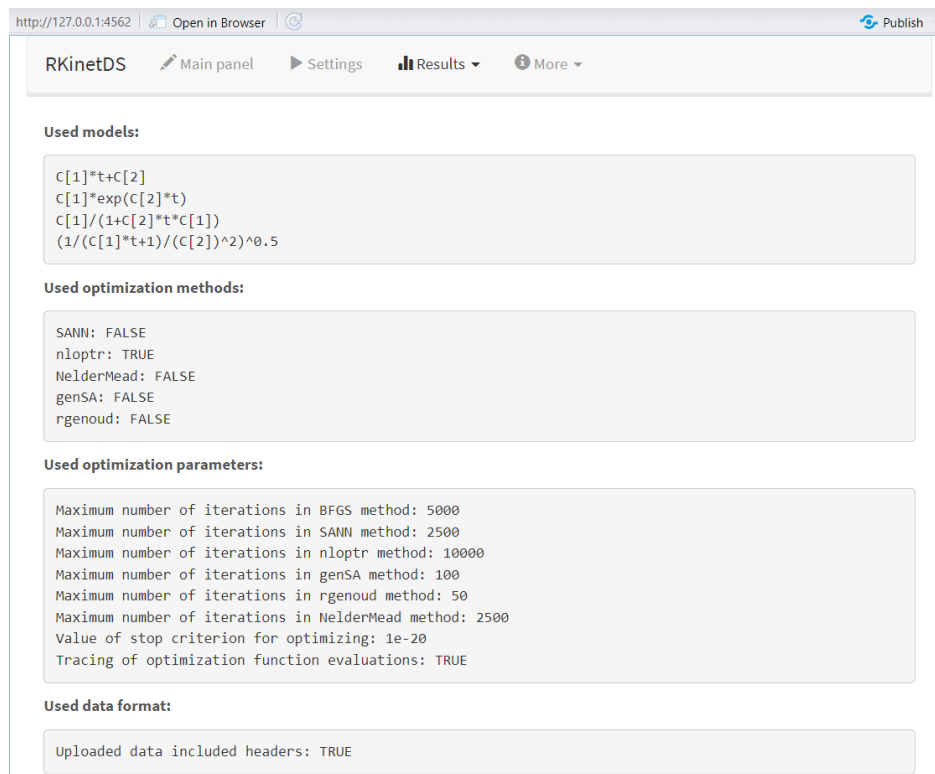 http://127.0.0.1:4562 Open in Browser Publish
RKinetDS Main panel Settings Results More
Used models:
C[1]*t+C[2]
C[1]*exp(C[2]*t)
C[1]/(1+C[2]*t*C[1])
(1/(C[1]*t+1)/(C[2])^2)^0.5
Used optimization methods:
SANN: FALSE
nloptr: TRUE
NelderMead: FALSE
genSA: FALSE
rgenoud: FALSE
Used optimization parameters:
Maximum number of iterations in BFGS method: 5000
Maximum number of iterations in SANN method: 2500
Maximum number of iterations in nloptr method: 10000
Maximum number of iterations in genSA method: 100
Maximum number of iterations in rgenoud method: 50
Maximum number of iterations in NelderMead method: 2500
Value of stop criterion for optimizing: 1e-20
Tracing of optimization function evaluations: TRUE
Used data format:
Uploaded data included headers: TRUE